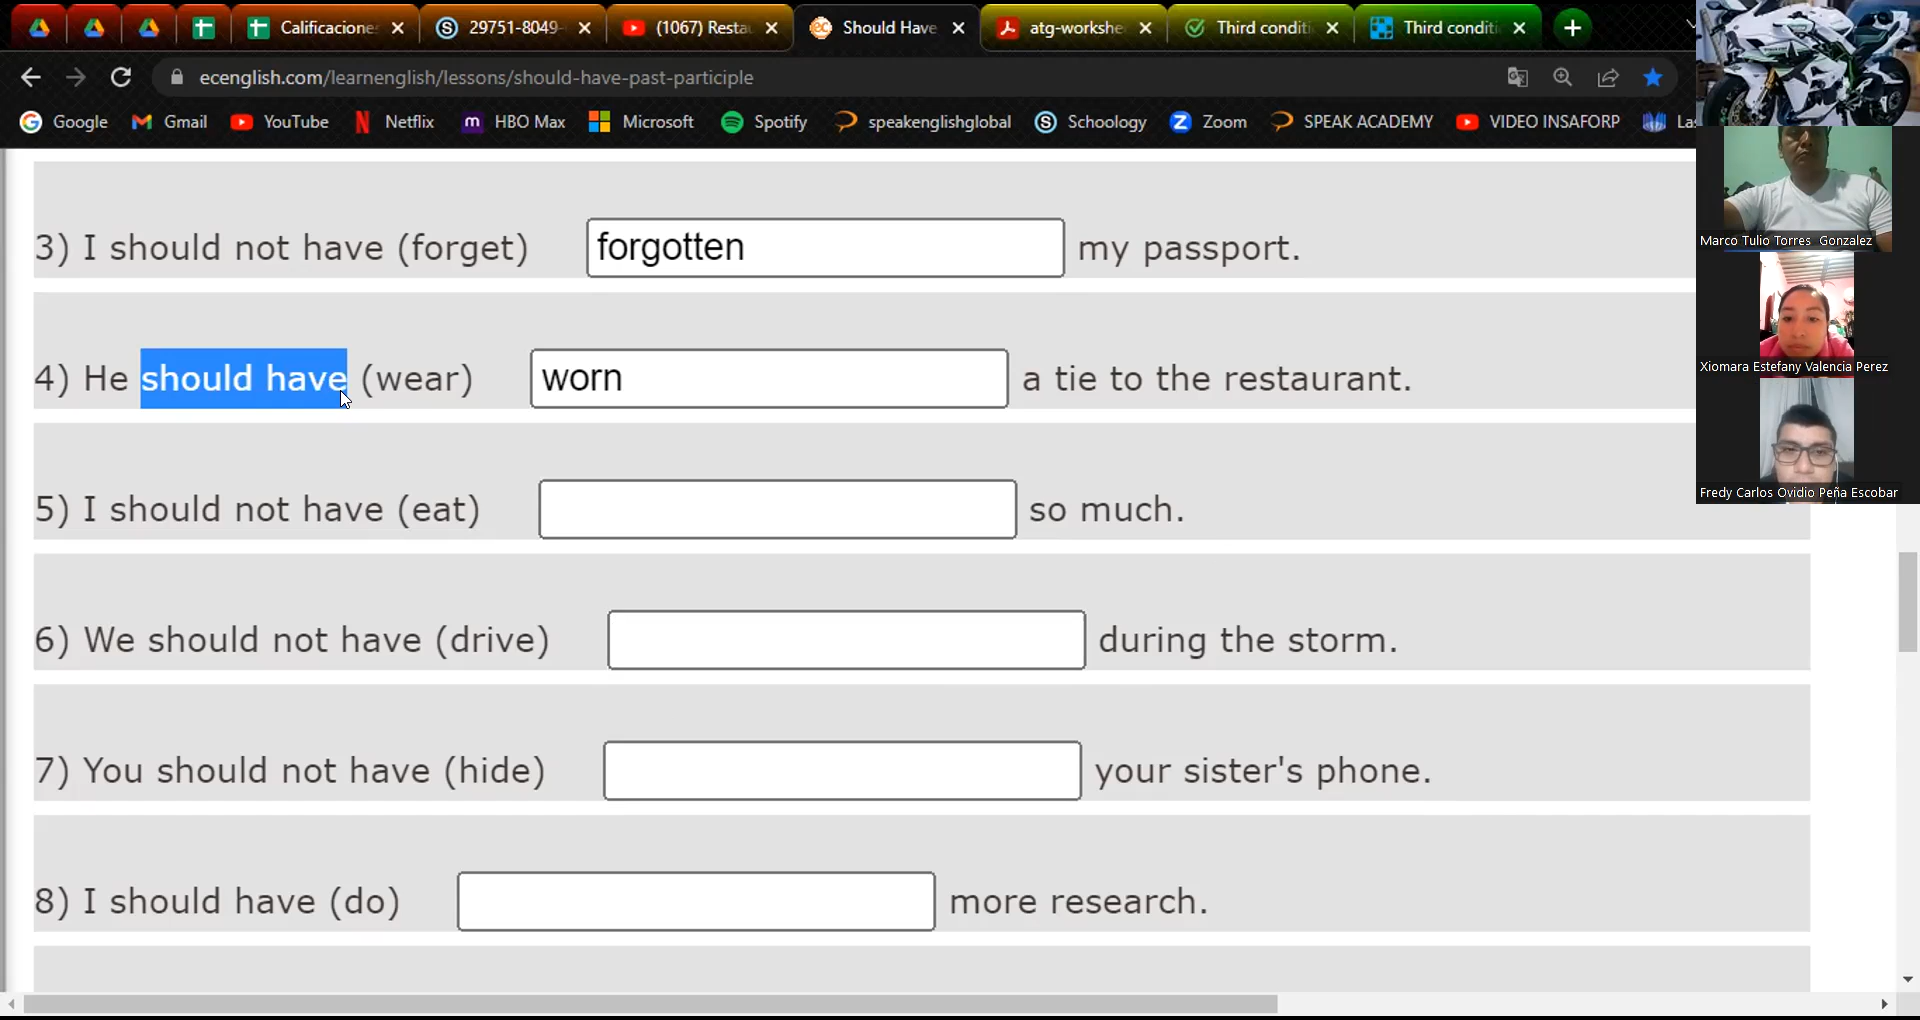 Calificacione
29751-8049-
(1067) Resta
Should Have
atg-workshe
Third conditi
Third conditi
ecenglish.com/learnenglish/lessons/should-have-past-participle
Google Gmail YouTube Netflix HBO Max Microsoft Spotify speakenglishglobal Schoology Zoom SPEAK ACADEMY VIDEO INSAFORP La
3) I should not have (forget) forgotten my passport.
4) He should have (wear) worn a tie to the restaurant.
5) I should not have (eat) so much.
6) We should not have (drive) during the storm.
7) You should not have (hide) your sister's phone.
8) I should have (do) more research.
Marco Tulio Torres Gonzalez
Xiomara Estefany Valencia Perez
Fredy Carlos Ovidio Peña Escobar